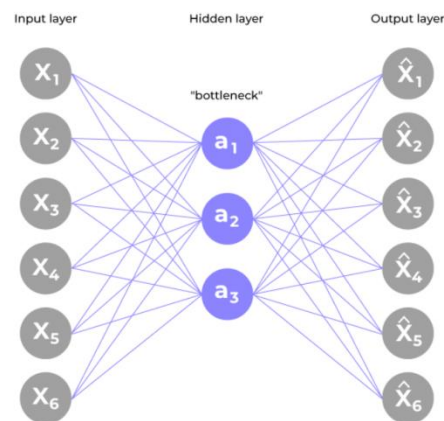 Input layer
Hidden layer
Output layer
"bottleneck"
X₁
X₂
X₃
X₄
X₅
X₆
a₁
a₂
a₃
X̂₁
X̂₂
X̂₃
X̂₄
X̂₅
X̂₆